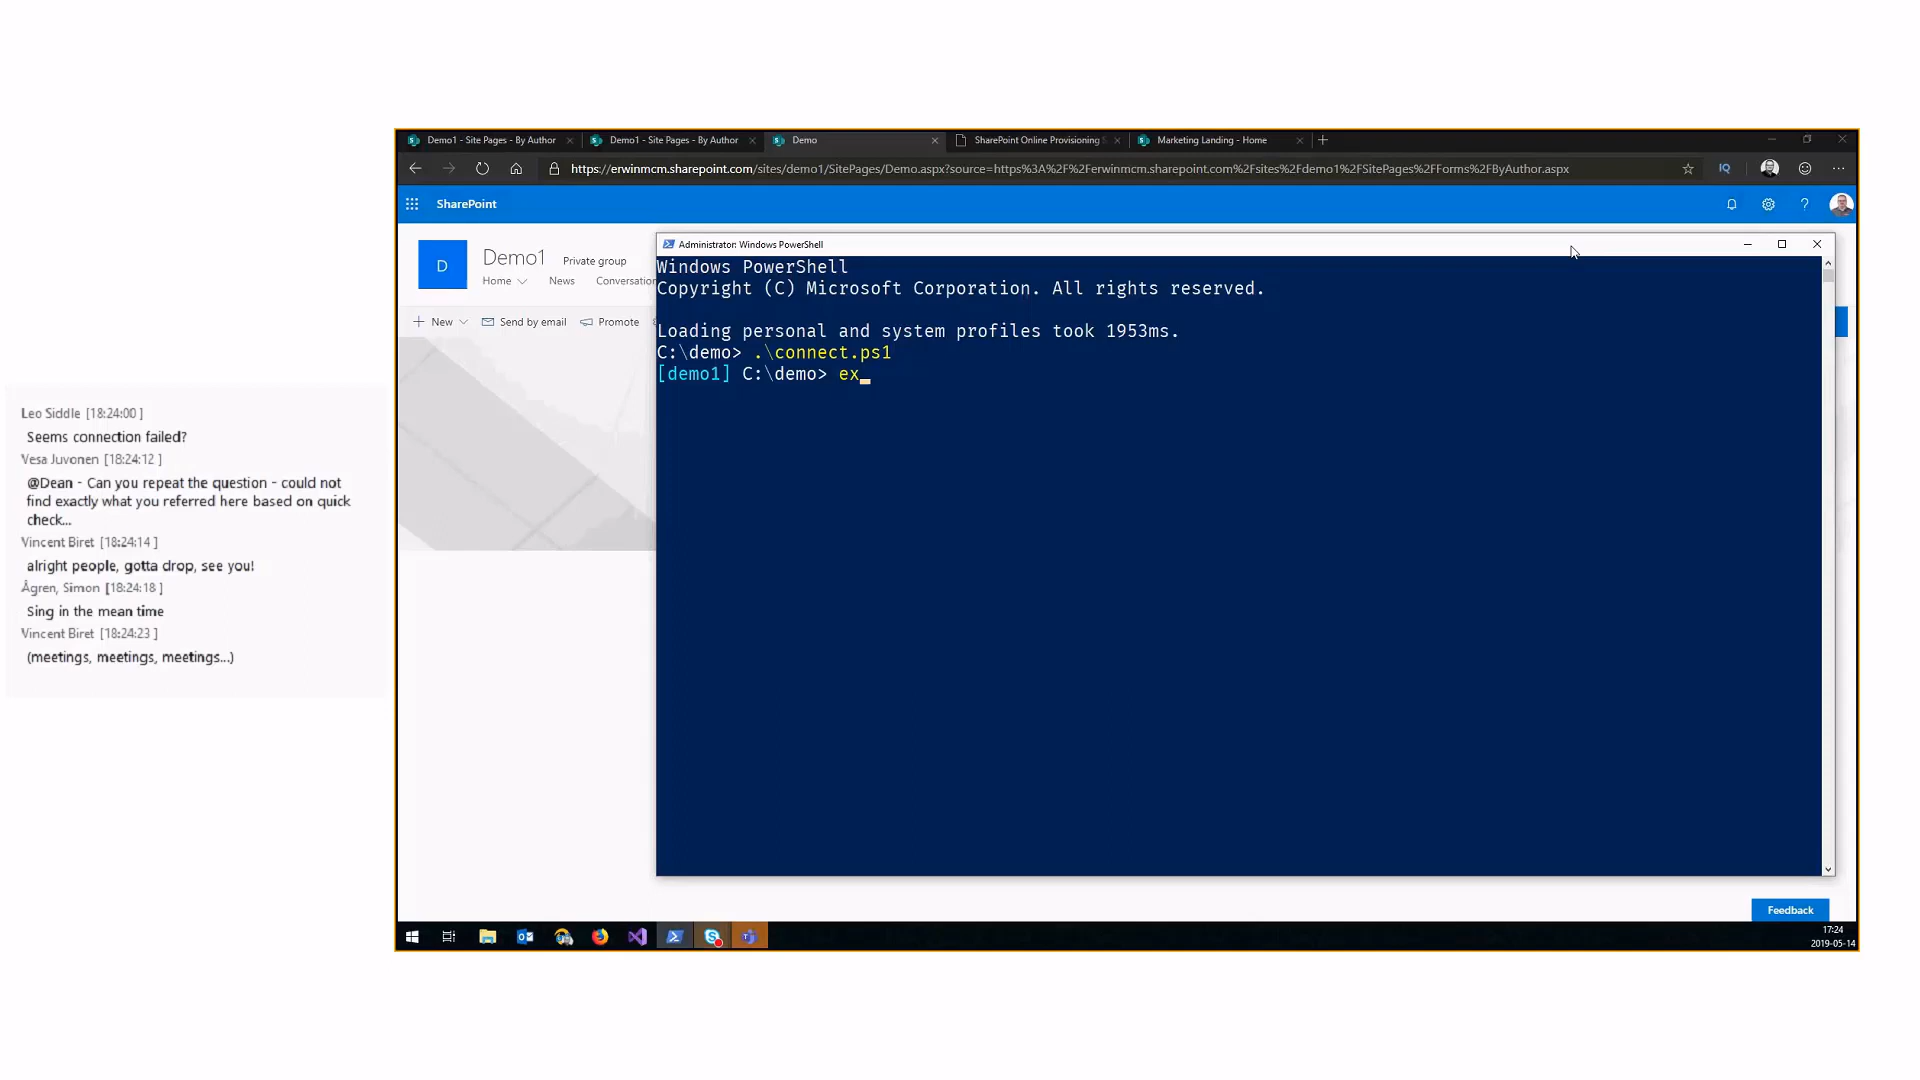 Demo1 - Site Pages - By Author
Demo1 - Site Pages - By Author
Demo
SharePoint Online Provisioning
Marketing Landing - Home
https://erwinmcm.sharepoint.com/sites/demo1/SitePages/Demo.aspx?source=https%3A%2F%2Ferwinmcm.sharepoint.com%2Fsites%2Fdemo1%2FSitePages%2FForms%2FByAuthor.aspx
IQ
SharePoint
?
D
Demo1
Private group
Home
News
Conversation
New
Send by email
Promote
Administrator: Windows PowerShell
Windows PowerShell
Copyright (C) Microsoft Corporation. All rights reserved.
Loading personal and system profiles took 1953ms.
C:\demo> .\connect.ps1
[demo1] C:\demo> ex_
Feedback
17:24
2019-05-14
Leo Siddle [18:24:00 ]
Seems connection failed?
Vesa Juvonen [18:24:12 ]
@Dean - Can you repeat the question - could not
find exactly what you referred here based on quick
check...
Vincent Biret [18:24:14 ]
alright people, gotta drop, see you!
Ågren, Simon [18:24:18 ]
Sing in the mean time
Vincent Biret [18:24:23 ]
(meetings, meetings, meetings...)